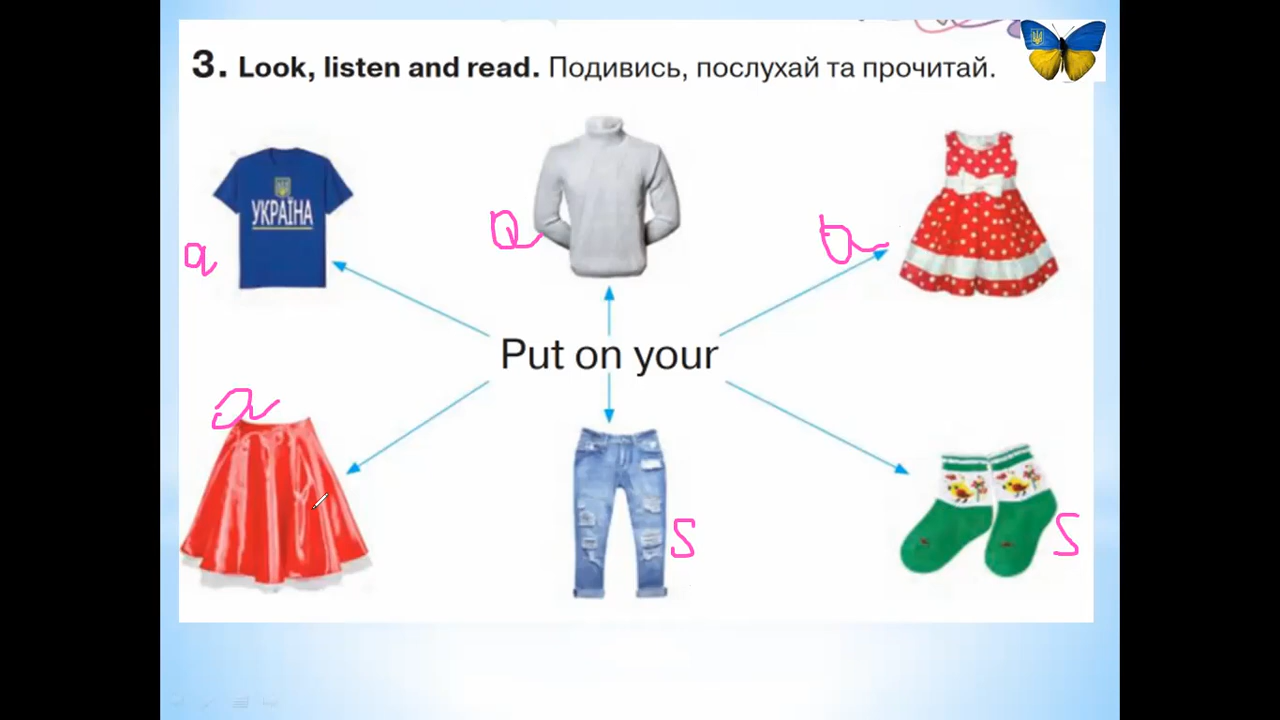 3. Look, listen and read. Подивись, послухай та прочитай.
УКРАЇНА
a
a
a
Put on your
a
s
s